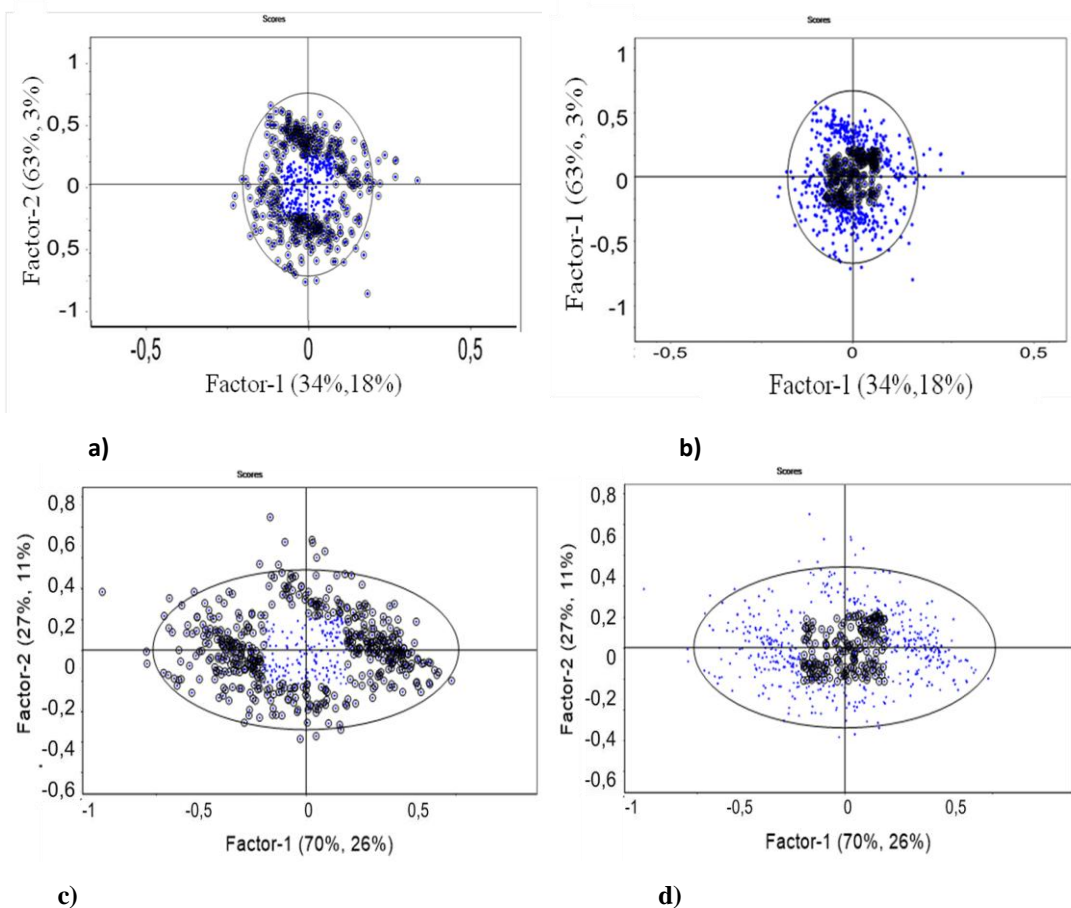 Scores
1
0,5
0
0,5
-1
Factor-2 (63%, 3%)
-0,5
0
0,5
Factor-1 (34%,18%)
a)
Scores
1
0,5
0
-0,5
-1
Factor-1 (63%, 3%)
-0,5
0
0,5
Factor-1 (34%,18%)
b)
Scores
0,8
0,6
0,4
0,2
0
-0,2
-0,4
-0,6
Factor-2 (27%, 11%)
-1
-0,5
0
0,5
Factor-1 (70%, 26%)
c)
Scores
0,8
0,6
0,4
0,2
0
-0,2
-0,4
-0,6
Factor-2 (27%, 11%)
-1
-0,5
0
0,5
Factor-1 (70%, 26%)
d)